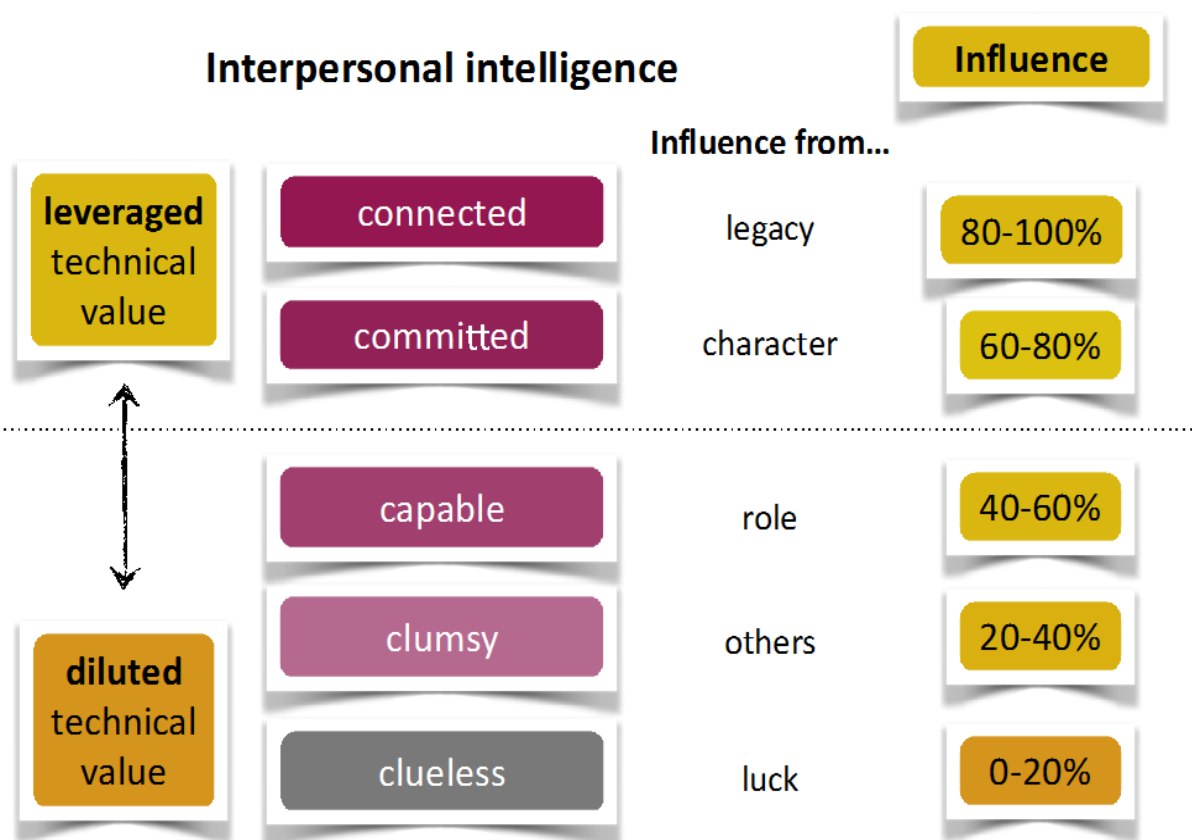 Interpersonal intelligence
Influence
Influence from...
leveraged
technical
value
connected
legacy
80-100%
committed
character
60-80%
capable
role
40-60%
clumsy
others
20-40%
diluted
technical
value
clueless
luck
0-20%